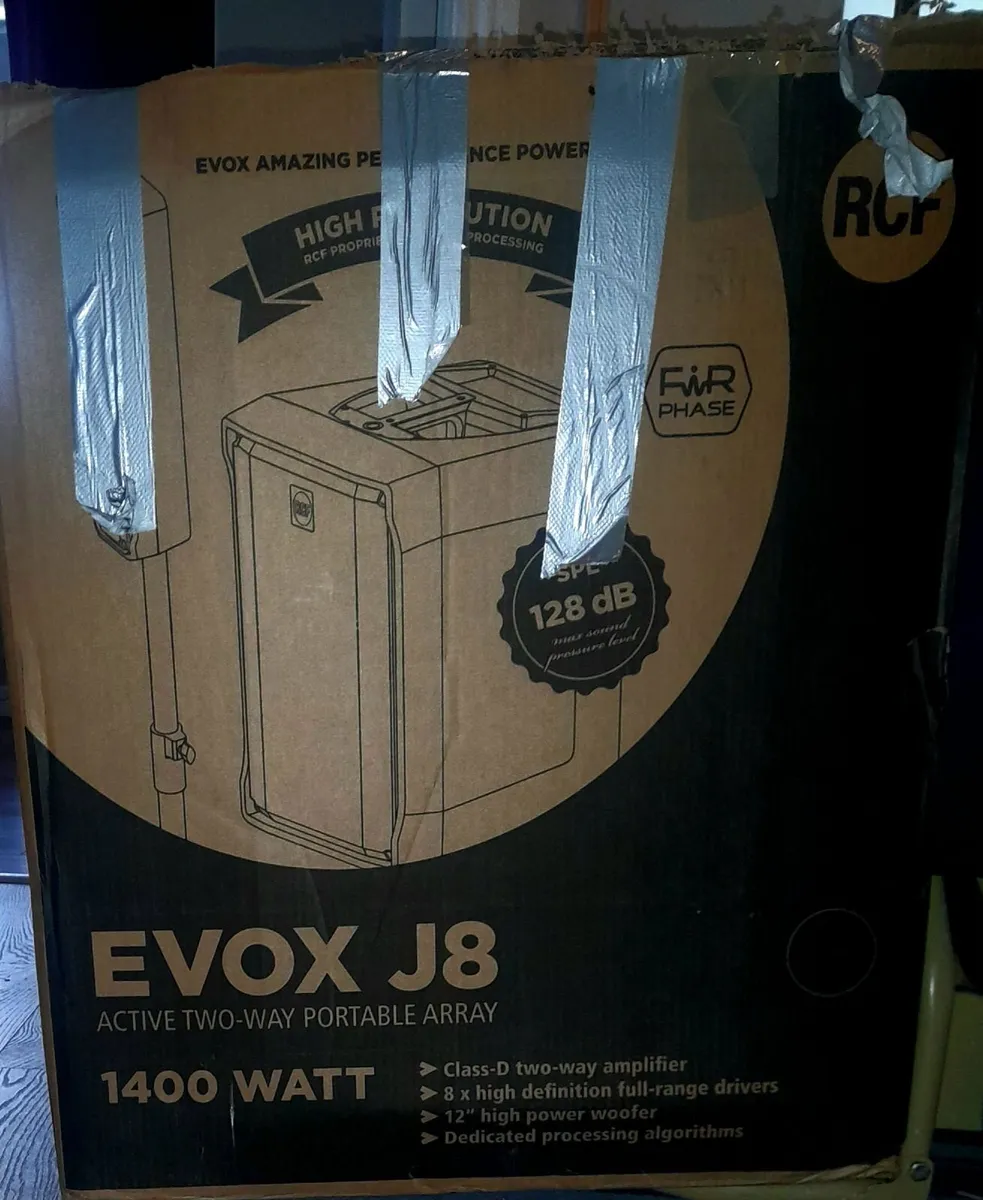 EVOX AMAZING PE NCE POWER
RCF
HIGH UTION
RCF PROPRIE PROCESSING
FiR
PHASE
SPL
128 dB
max sound
pressure level
EVOX J8
ACTIVE TWO-WAY PORTABLE ARRAY
1400 WATT
➤ Class-D two-way amplifier
➤ 8 x high definition full-range drivers
➤ 12" high power woofer
➤ Dedicated processing algorithms